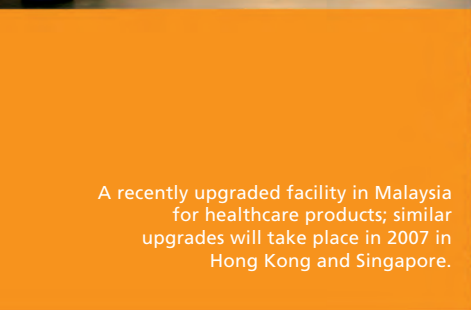 A recently upgraded facility in Malaysia
for healthcare products; similar
upgrades will take place in 2007 in
Hong Kong and Singapore.